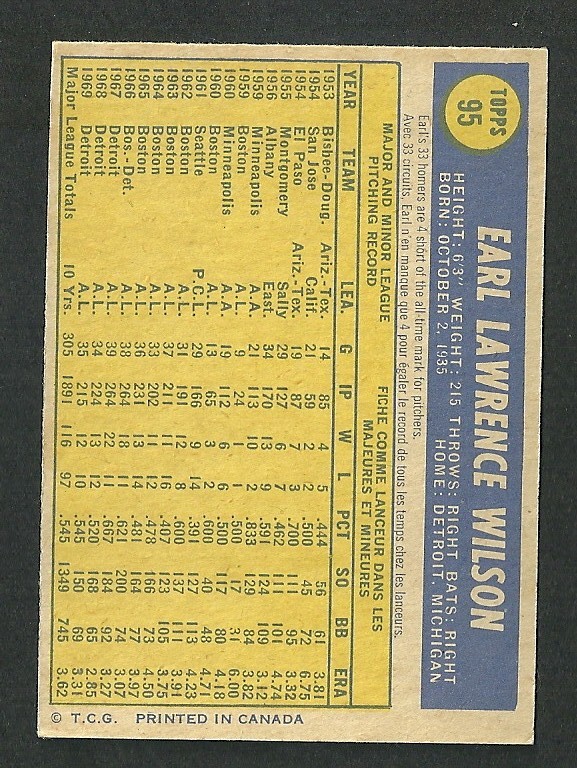 TOPPS
95
EARL LAWRENCE WILSON
HEIGHT: 6'3" WEIGHT: 215 THROWS: RIGHT BATS: RIGHT
BORN: OCTOBER 2, 1935 HOME: DETROIT, MICHIGAN
Earl's 33 homers are 4 short of the all-time mark for pitchers.
Avec 33 circuits. Earl n'en manque que 4 pour égaler le record de tous les temps chez les lanceurs.
MAJOR AND MINOR LEAGUE PITCHING RECORD
FICHE COMME LANCEUR DANS LES MAJEURES ET MINEURES
YEAR TEAM LEA. G IP W L PCT SO BB ERA
1953 Bisbee-Doug. Ariz.-Tex. 14 85 4 5 .444 56 61 3.81
1954 San Jose Calif. 21 59 2 2 .500 45 72 6.75
1954 El Paso Ariz.-Tex. 19 87 7 3 .700 111 95 3.32
1955 Montgomery Sally 29 127 6 7 .462 111 101 4.74
1956 Albany East. 34 170 13 9 .591 124 109 3.12
1959 Minneapolis A.A. 21 113 10 2 .833 129 84 3.82
1959 Boston A.L. 9 24 1 1 .500 17 31 6.00
1960 Minneapolis A.A. 19 112 6 6 .500 117 80 4.18
1960 Boston A.L. 13 65 3 2 .600 40 48 4.71
1961 Seattle P.C.L. 29 166 9 14 .391 127 113 4.23
1962 Boston A.L. 31 191 12 8 .600 137 111 3.91
1963 Boston A.L. 37 211 11 16 .407 123 105 3.75
1964 Boston A.L. 33 202 11 12 .478 166 73 4.50
1965 Boston A.L. 36 231 13 14 .481 164 77 3.97
1966 Bos.-Det. A.L. 38 264 18 11 .621 200 74 3.07
1967 Detroit A.L. 39 264 22 11 .667 184 92 3.27
1968 Detroit A.L. 34 224 13 12 .520 168 65 2.85
1969 Detroit A.L. 35 215 12 10 .545 150 69 3.31
Major League Totals 10 Yrs. 305 1891 116 97 .545 1349 745 3.62
© T.C.G. PRINTED IN CANADA